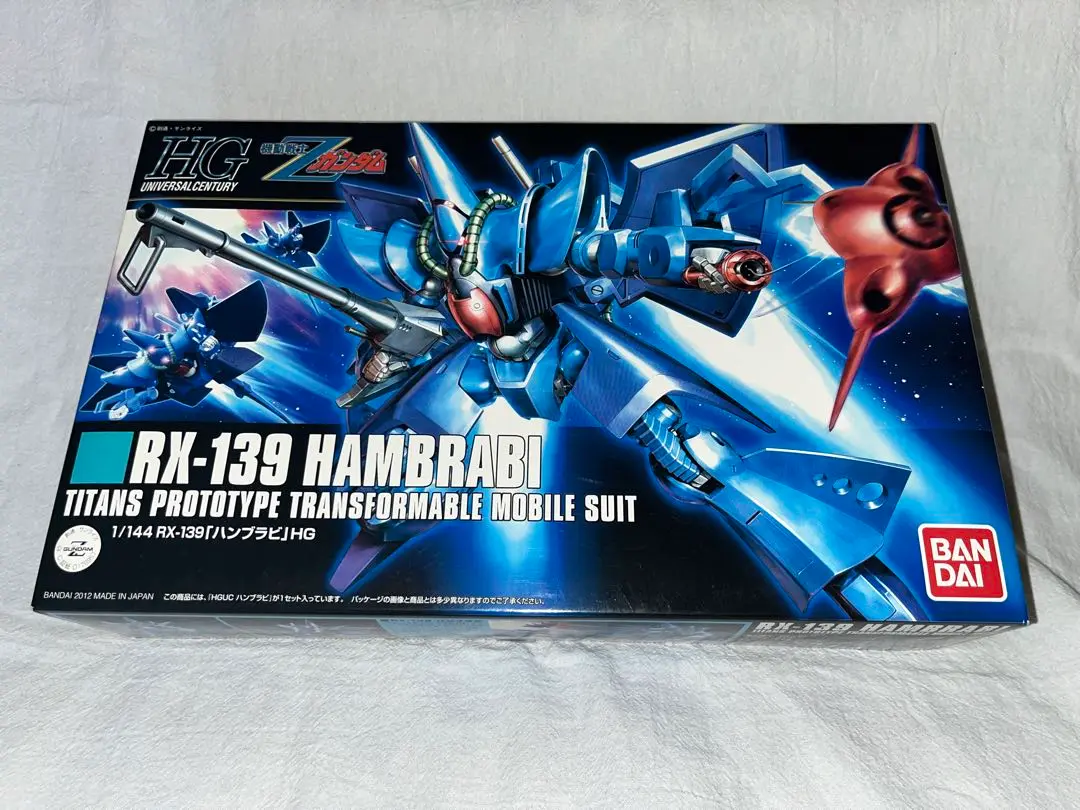 ©創通・サンライズ
HG
UNIVERSAL CENTURY
機動戦士
Zガンダム
RX-139 HAMBRABI
TITANS PROTOTYPE TRANSFORMABLE MOBILE SUIT
1/144 RX-139「ハンブラビ」HG
Z
GUNDAM
BAN
DAI
BANDAI 2012 MADE IN JAPAN
この商品には、「HGUC ハンブラビ」が1セット入っています。 パッケージの画像と商品とは多少異なりますのでご了承ください。
RX-139 HAMBRABI